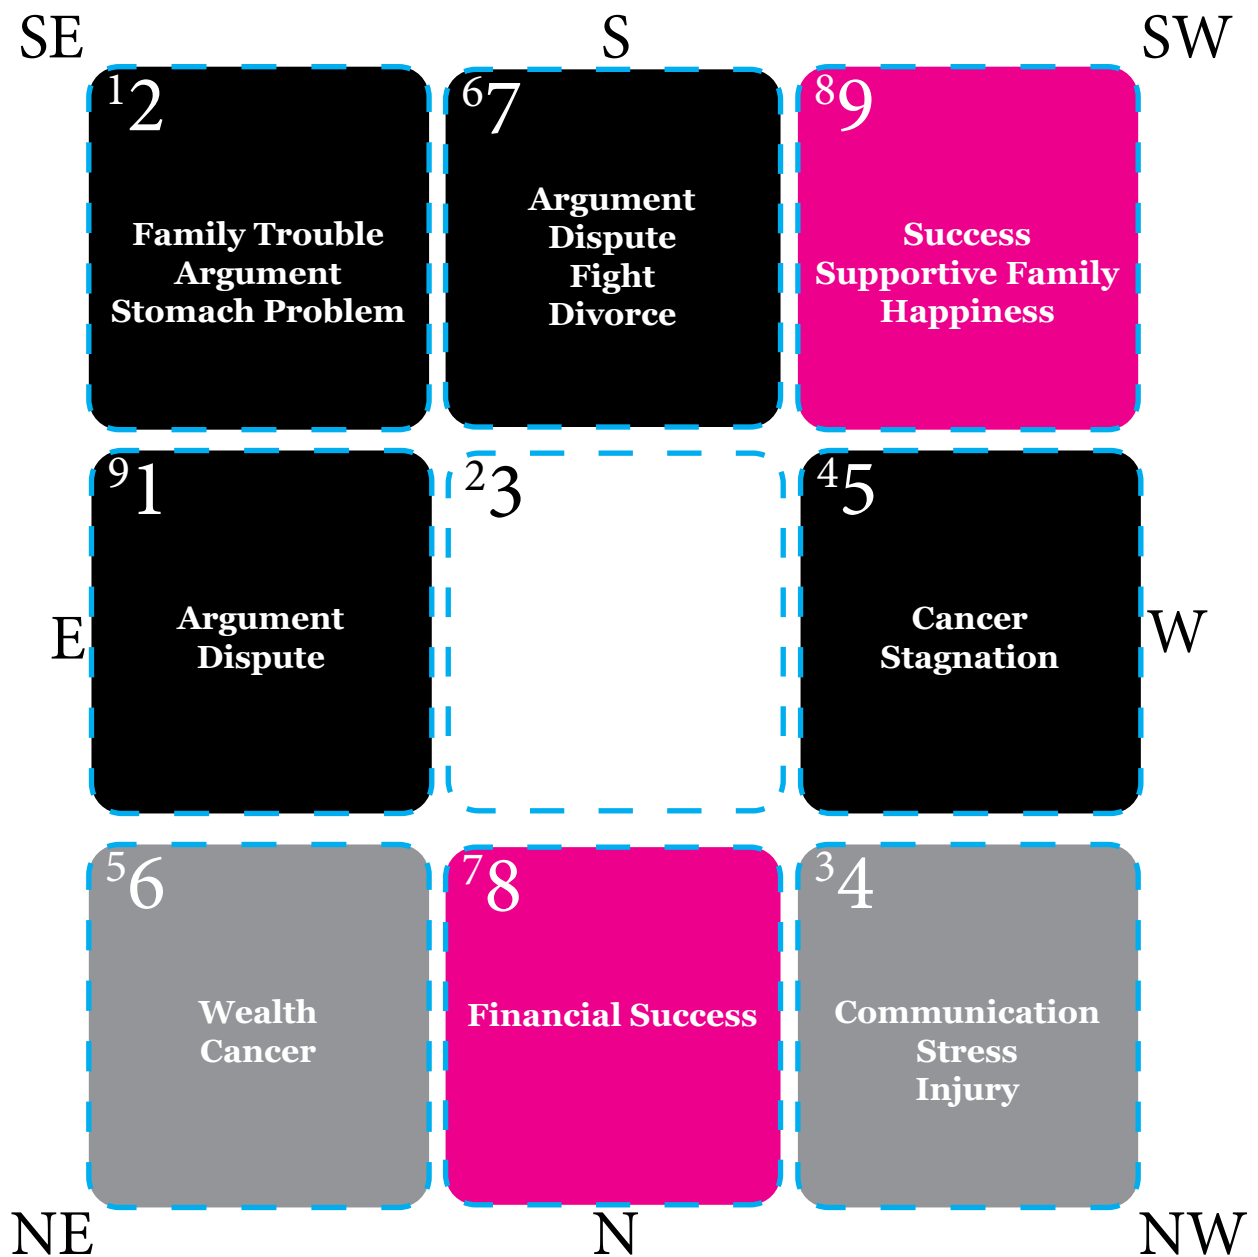 SE S SW
12 67 89
Family Trouble
Argument
Stomach Problem
Argument
Dispute
Fight
Divorce
Success
Supportive Family
Happiness
E
91 23 45
Argument
Dispute
Cancer
Stagnation
W
56 78 34
Wealth
Cancer
Financial Success
Communication
Stress
Injury
NE N NW